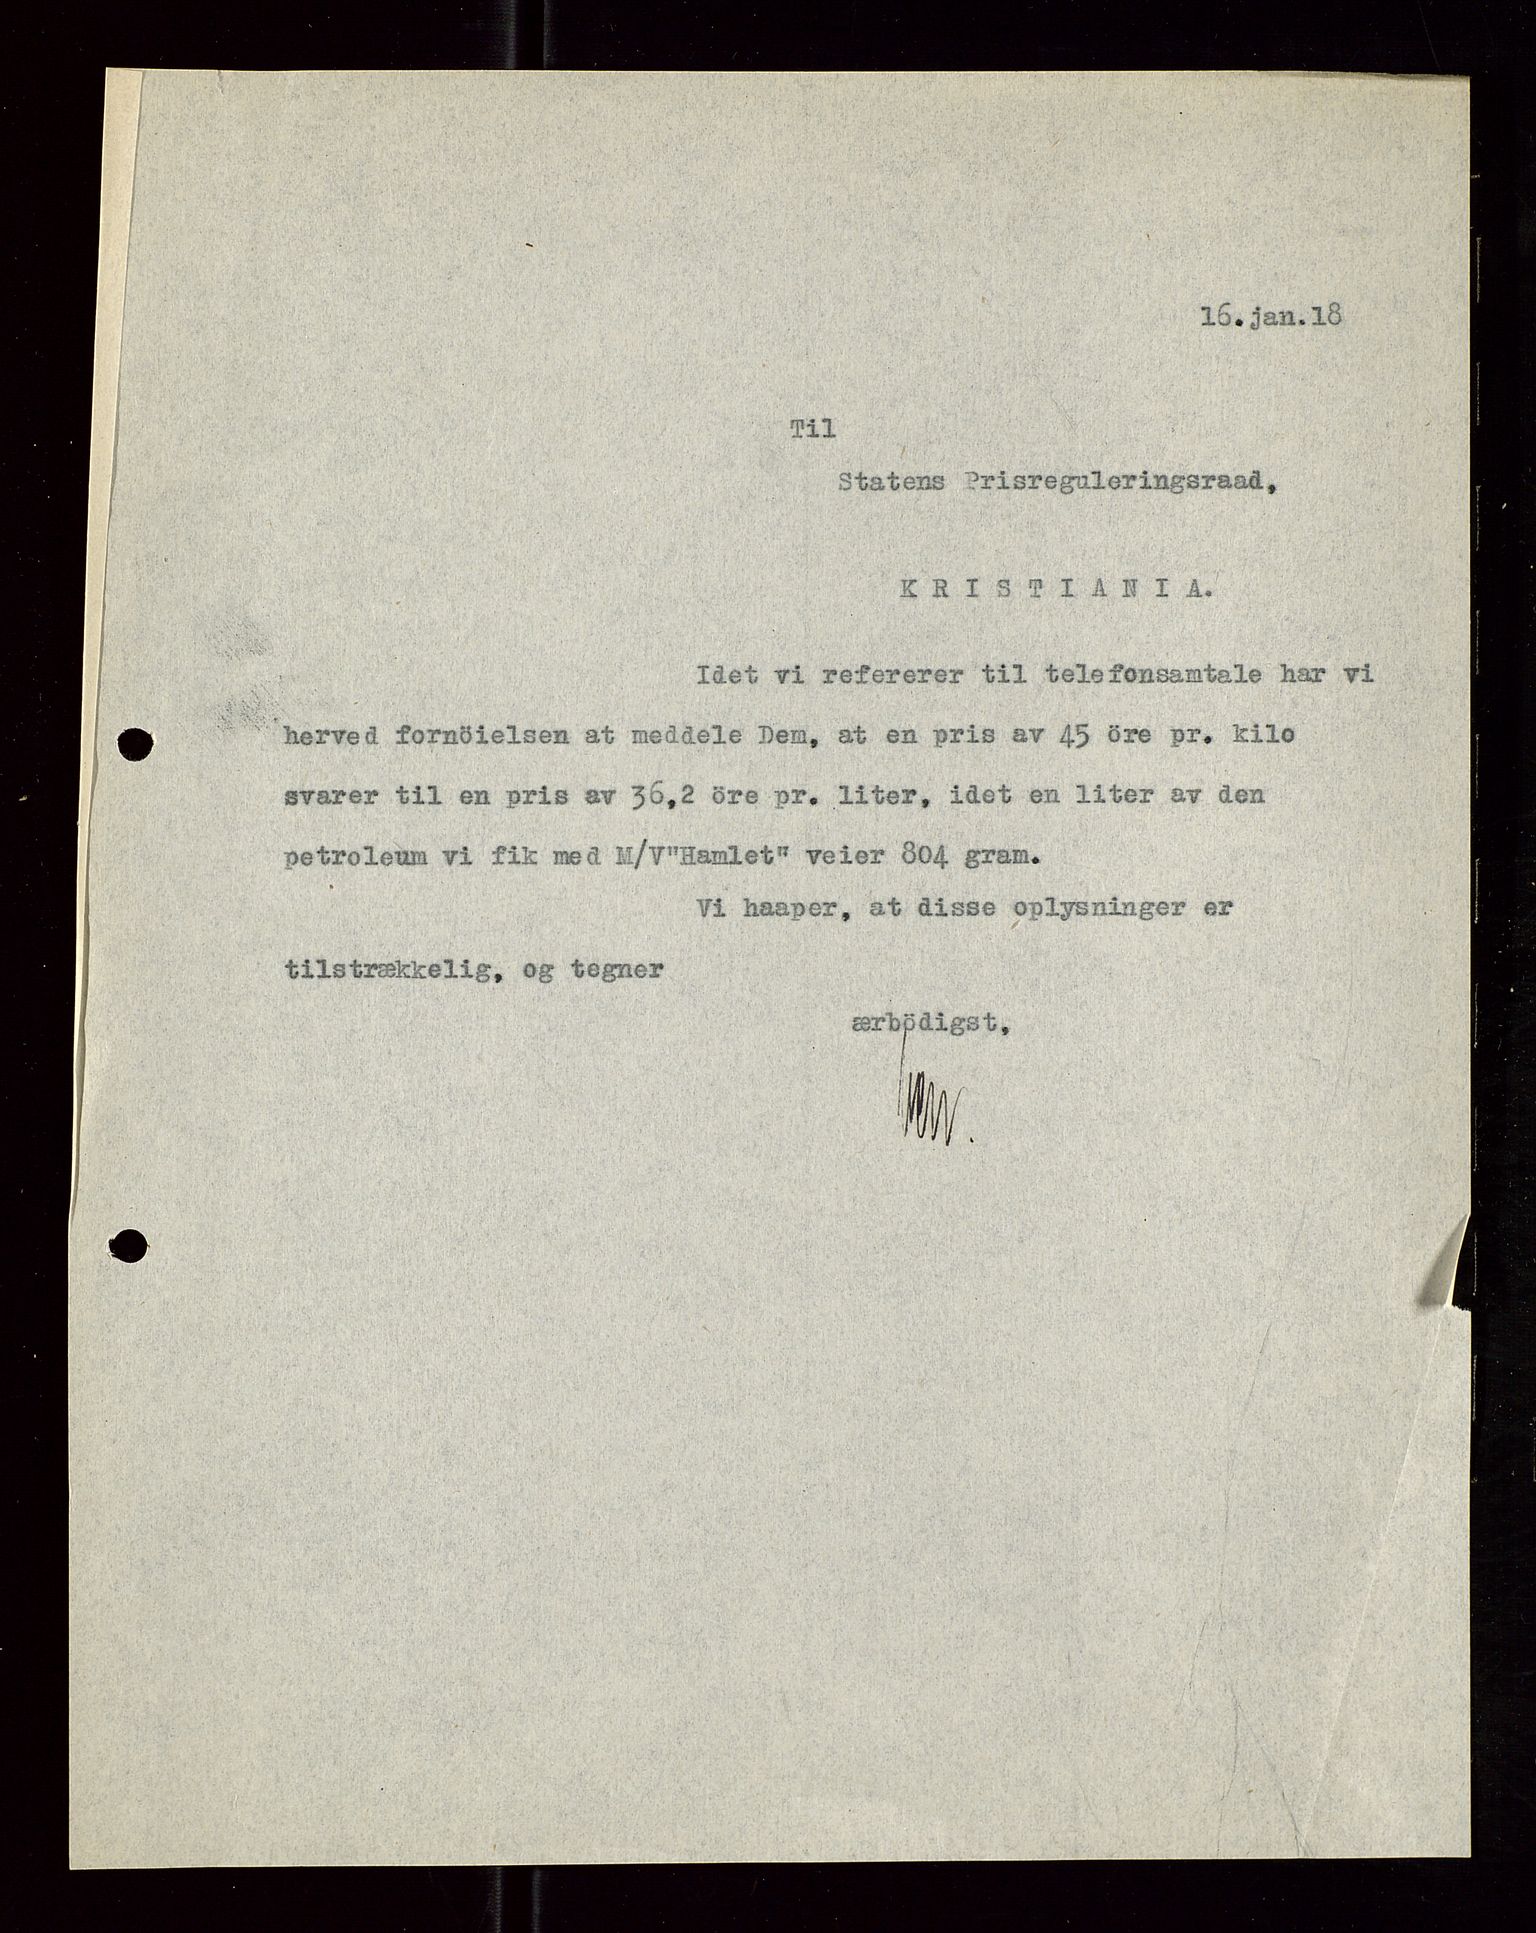 16.jan.18
Til
Statens Prisreguleringsraad,
KRISTIANIA.
Idet vi refererer til telefonsamtale har vi
herved fornöielsen at meddele Dem, at en pris av 45 öre pr. kilo
svarer til en pris av 36,2 öre pr. liter, idet en liter av den
petroleum vi fik med M/V"Hamlet" veier 804 gram.
Vi haaper, at disse oplysninger er
tilstrækkelig, og tegner
ærbödigst,